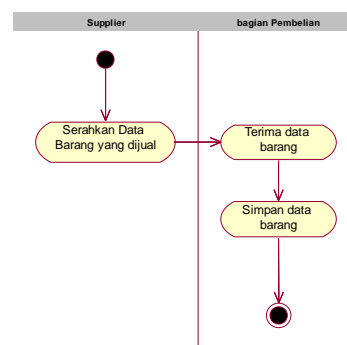 Supplier
bagian Pembelian
Serahkan Data
Barang yang dijual
Terima data
barang
Simpan data
barang